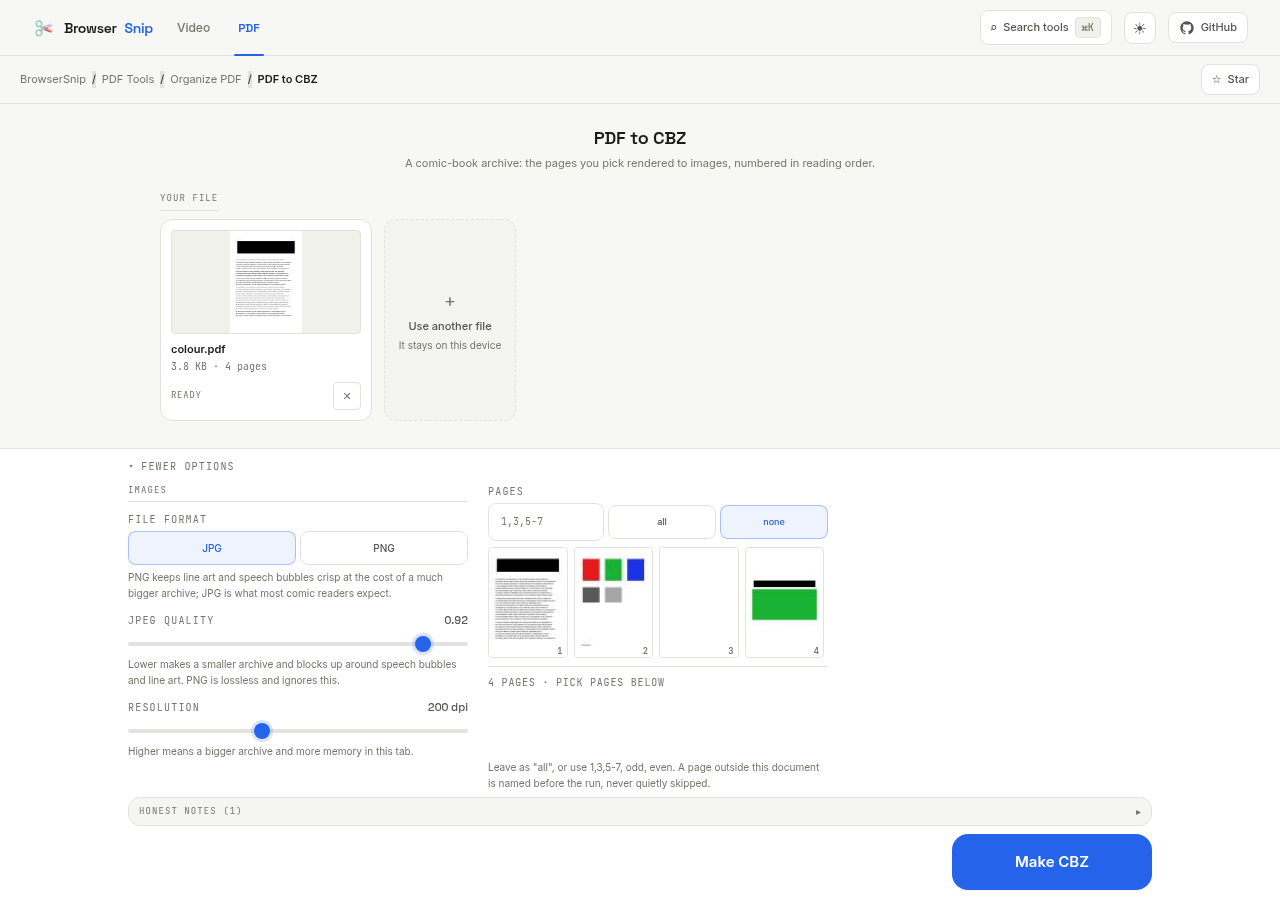 Browser Snip
Video
PDF
Search tools
⌘K
GitHub
BrowserSnip / PDF Tools / Organize PDF / PDF to CBZ
☆ Star
PDF to CBZ
A comic-book archive: the pages you pick rendered to images, numbered in reading order.
YOUR FILE
colour.pdf
3.8 KB · 4 pages
READY
×
+
Use another file
It stays on this device
▾ FEWER OPTIONS
IMAGES
FILE FORMAT
JPG
PNG
PNG keeps line art and speech bubbles crisp at the cost of a much
bigger archive; JPG is what most comic readers expect.
JPEG QUALITY
0.92
Lower makes a smaller archive and blocks up around speech bubbles
and line art. PNG is lossless and ignores this.
RESOLUTION
200 dpi
Higher means a bigger archive and more memory in this tab.
PAGES
1,3,5-7
all
none
1
2
3
4
4 PAGES · PICK PAGES BELOW
Leave as "all", or use 1,3,5-7, odd, even. A page outside this document
is named before the run, never quietly skipped.
HONEST NOTES (1)
▸
Make CBZ